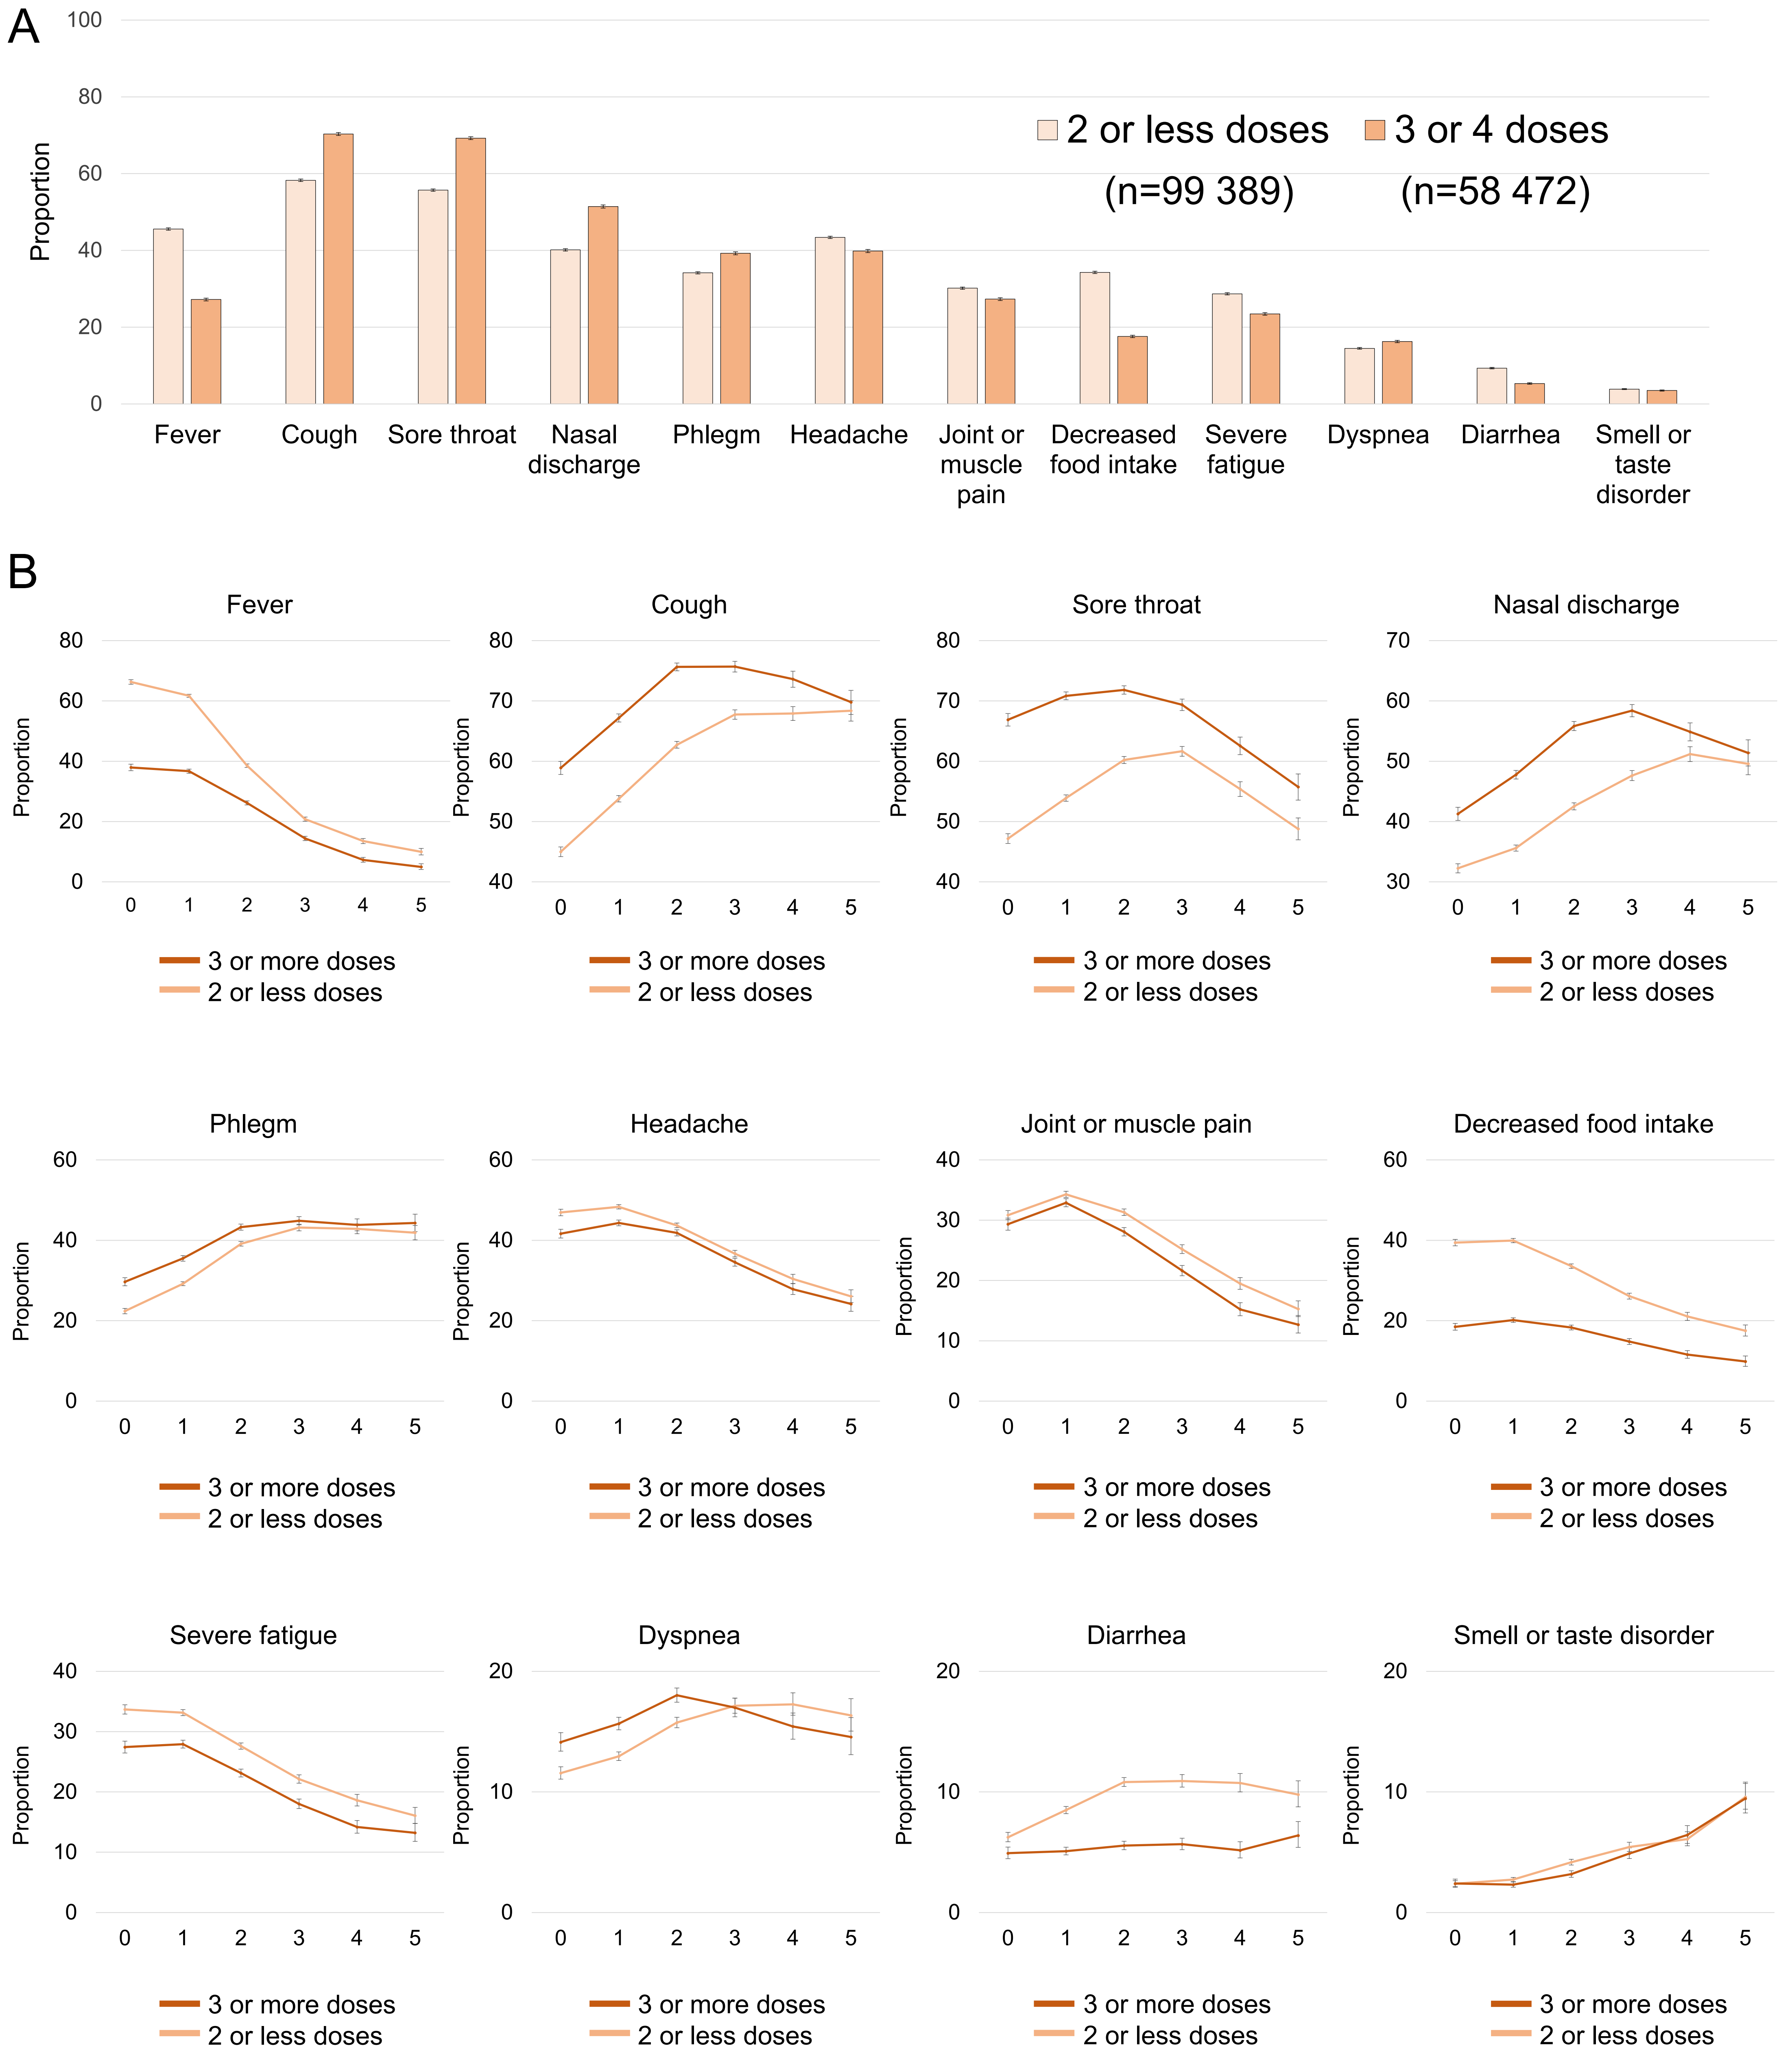 A
100
80
60
40
20
0
Proportion
2 or less doses
3 or 4 doses
(n=99 389)
(n=58 472)
Fever
Cough
Sore throat
Nasal
discharge
Phlegm
Headache
Joint or
muscle
pain
Decreased
food intake
Severe
fatigue
Dyspnea
Diarrhea
Smell or
taste
disorder
B
Fever
80
60
40
20
0
Proportion
0 1 2 3 4 5
3 or more doses
2 or less doses
Cough
80
70
60
50
40
Proportion
0 1 2 3 4 5
3 or more doses
2 or less doses
Sore throat
80
70
60
50
40
Proportion
0 1 2 3 4 5
3 or more doses
2 or less doses
Nasal discharge
70
60
50
40
30
Proportion
0 1 2 3 4 5
3 or more doses
2 or less doses
Phlegm
60
40
20
0
Proportion
0 1 2 3 4 5
3 or more doses
2 or less doses
Headache
60
40
20
0
Proportion
0 1 2 3 4 5
3 or more doses
2 or less doses
Joint or muscle pain
40
30
20
10
0
Proportion
0 1 2 3 4 5
3 or more doses
2 or less doses
Decreased food intake
60
40
20
0
Proportion
0 1 2 3 4 5
3 or more doses
2 or less doses
Severe fatigue
40
30
20
10
0
Proportion
0 1 2 3 4 5
3 or more doses
2 or less doses
Dyspnea
20
10
0
Proportion
0 1 2 3 4 5
3 or more doses
2 or less doses
Diarrhea
20
10
0
Proportion
0 1 2 3 4 5
3 or more doses
2 or less doses
Smell or taste disorder
20
10
0
Proportion
0 1 2 3 4 5
3 or more doses
2 or less doses